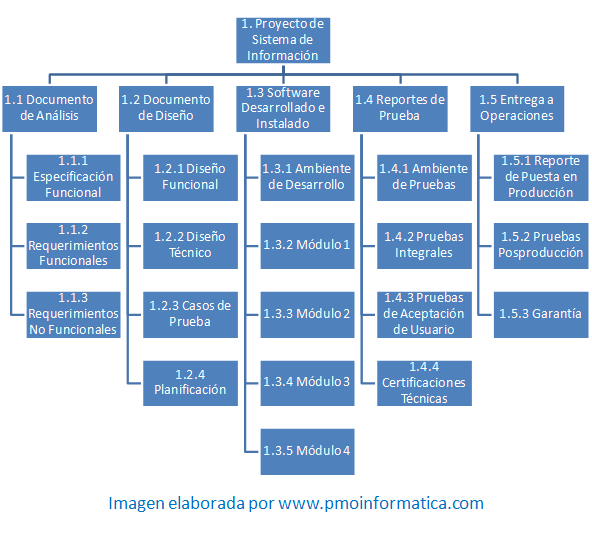 1. Proyecto de
Sistema de
Información
1.1 Documento
de Análisis
1.2 Documento
de Diseño
1.3 Software
Desarrollado e
Instalado
1.4 Reportes de
Prueba
1.5 Entrega a
Operaciones
1.1.1
Especificación
Funcional
1.1.2
Requerimientos
Funcionales
1.1.3
Requerimientos
No Funcionales
1.2.1 Diseño
Funcional
1.2.2 Diseño
Técnico
1.2.3 Casos de
Prueba
1.2.4
Planificación
1.3.1 Ambiente
de Desarrollo
1.3.2 Módulo 1
1.3.3 Módulo 2
1.3.4 Módulo 3
1.3.5 Módulo 4
1.4.1 Ambiente
de Pruebas
1.4.2 Pruebas
Integrales
1.4.3 Pruebas
de Aceptación
de Usuario
1.4.4
Certificaciones
Técnicas
1.5.1 Reporte
de Puesta en
Producción
1.5.2 Pruebas
Posproducción
1.5.3 Garantía
Imagen elaborada por www.pmoinformatica.com